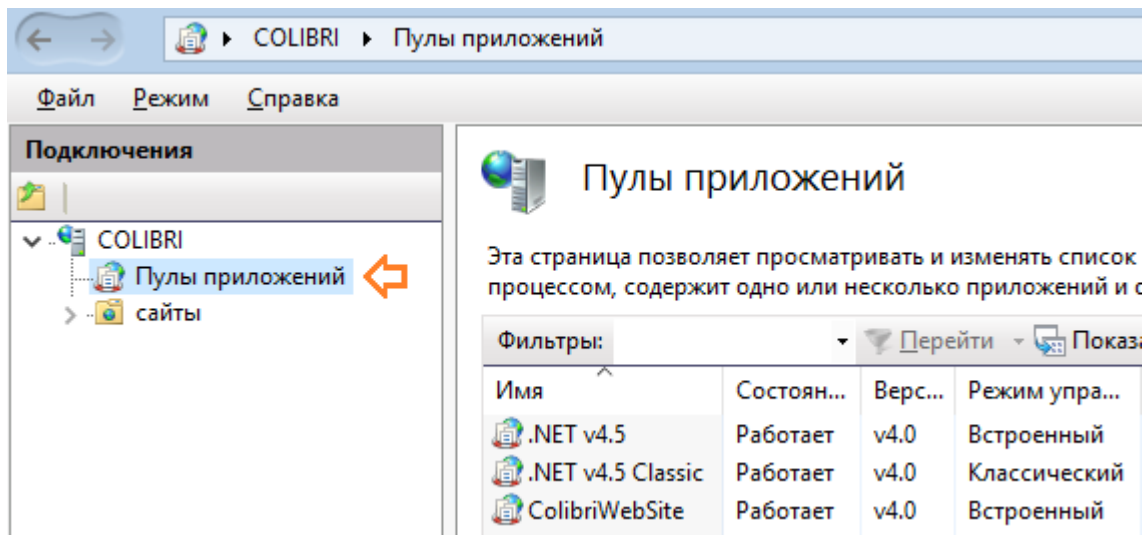 COLIBRI Пулы приложений
Файл Режим Справка
Подключения
COLIBRI
Пулы приложений
сайты
Пулы приложений
Эта страница позволяет просматривать и изменять список
процессом, содержит одно или несколько приложений и
Фильтры: Перейти
Имя Состоян... Верс... Режим упра...
.NET v4.5 Работает v4.0 Встроенный
.NET v4.5 Classic Работает v4.0 Классический
ColibriWebSite Работает v4.0 Встроенный